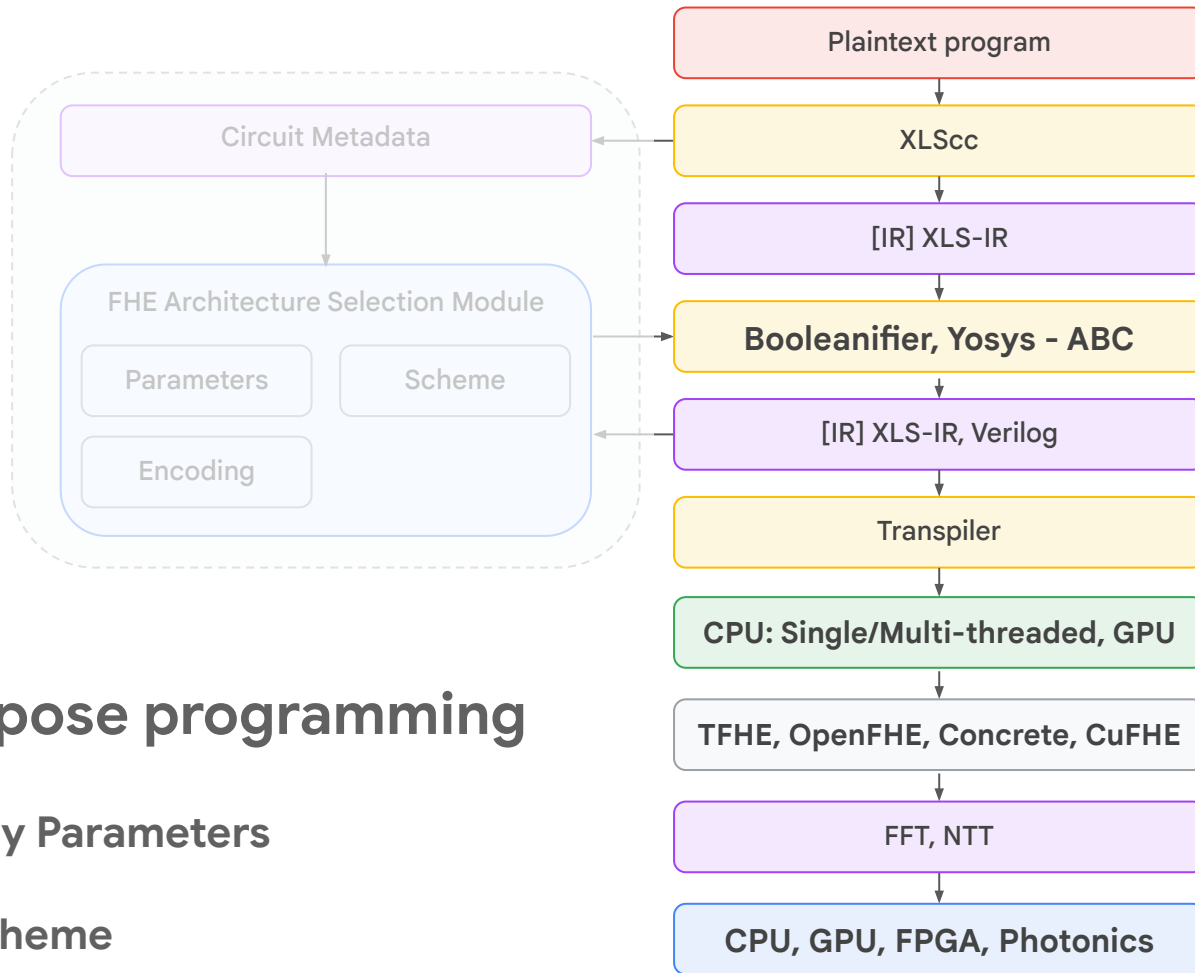 Plaintext program
XLScc
[IR] XLS-IR
Booleanifier, Yosys - ABC
[IR] XLS-IR, Verilog
Transpiler
CPU: Single/Multi-threaded, GPU
TFHE, OpenFHE, Concrete, CuFHE
FFT, NTT
CPU, GPU, FPGA, Photonics
Circuit Metadata
FHE Architecture Selection Module
Parameters
Scheme
Encoding
pose programming
y Parameters
heme